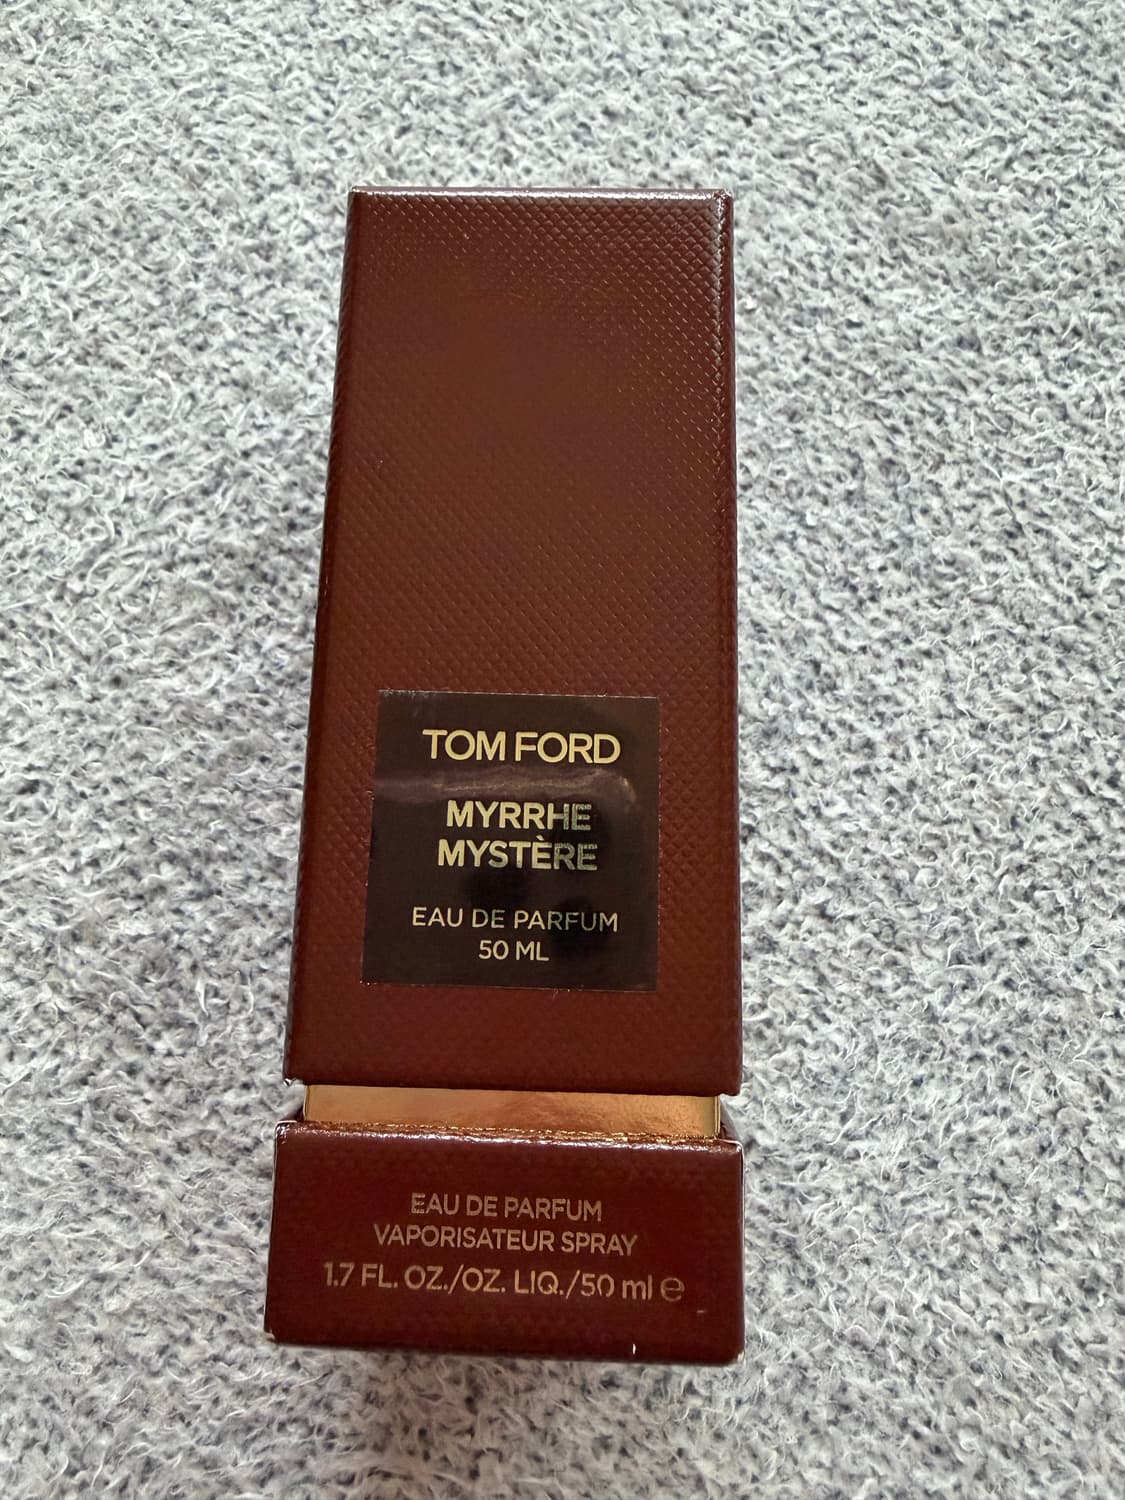 TOM FORD
MYRRHE
MYSTÈRE
EAU DE PARFUM
50 ML
EAU DE PARFUM
VAPORISATEUR SPRAY
1.7 FL. OZ./OZ. LIQ./50 ml ℮